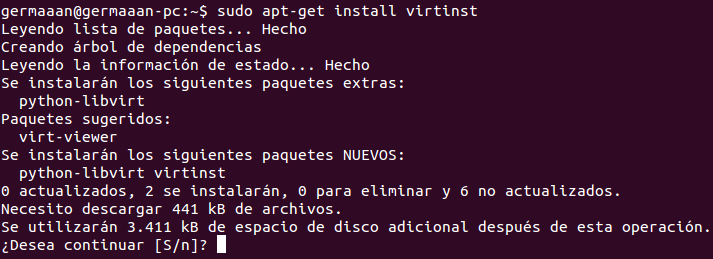 germaaan@germaaan-pc:~$ sudo apt-get install virtinst
Leyendo lista de paquetes... Hecho
Creando árbol de dependencias
Leyendo la información de estado... Hecho
Se instalarán los siguientes paquetes extras:
  python-libvirt
Paquetes sugeridos:
  virt-viewer
Se instalarán los siguientes paquetes NUEVOS:
  python-libvirt virtinst
0 actualizados, 2 se instalarán, 0 para eliminar y 6 no actualizados.
Necesito descargar 441 kB de archivos.
Se utilizarán 3.411 kB de espacio de disco adicional después de esta operación.
¿Desea continuar [S/n]?